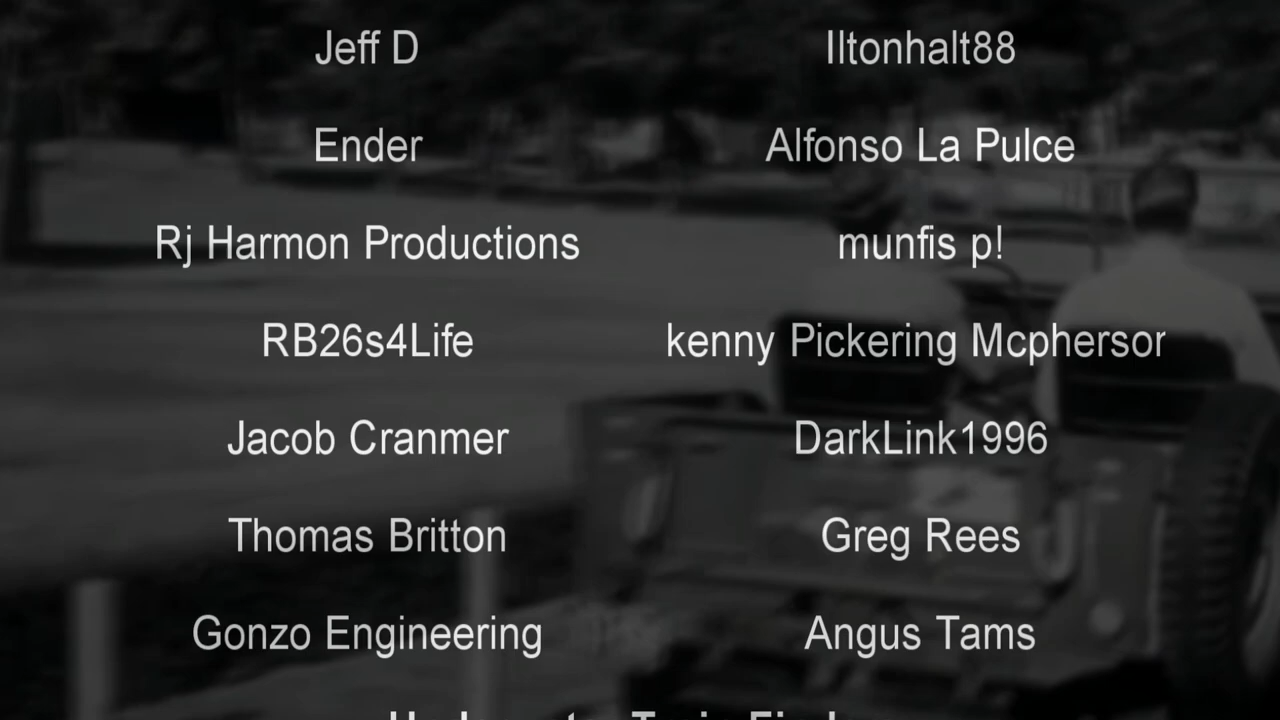 Jeff D
Iltonhalt88
Ender
Alfonso La Pulce
Rj Harmon Productions
munfis p!
RB26s4Life
kenny Pickering Mcpherson
Jacob Cranmer
DarkLink1996
Thomas Britton
Greg Rees
Gonzo Engineering
Angus Tams